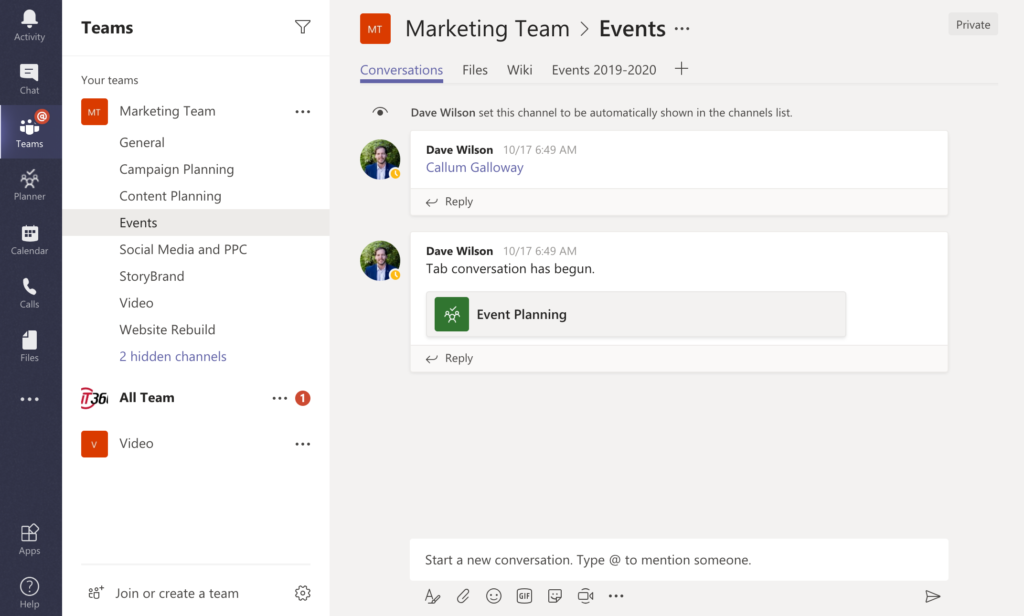 Activity
Chat
@
Teams
Planner
Calendar
Calls
Files
Apps
Help
Teams
Your teams
MT
Marketing Team
General
Campaign Planning
Content Planning
Events
Social Media and PPC
StoryBrand
Video
Website Rebuild
2 hidden channels
iT360
All Team
1
V
Video
Join or create a team
MT
Marketing Team > Events
Private
Conversations Files Wiki Events 2019-2020
Dave Wilson set this channel to be automatically shown in the channels list.
Dave Wilson 10/17 6:49 AM
Callum Galloway
Reply
Dave Wilson 10/17 6:49 AM
Tab conversation has begun.
Event Planning
Reply
Start a new conversation. Type @ to mention someone.
GIF